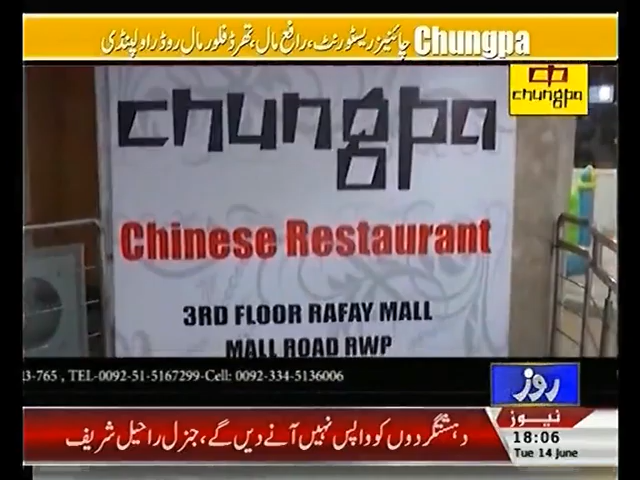 Chungpa چائنیز ریسٹورنٹ، رافع مال، تھرڈ فلور مال روڈ راولپنڈی
chungpa
chungpa
Chinese Restaurant
3RD FLOOR RAFAY MALL
MALL ROAD RWP
3-765 , TEL-0092-51-5167299-Cell: 0092-334-5136006
روز
نیوز
دہشتگردوں کو واپس نہیں آنے دیں گے، جنرل راحیل شریف
18:06
Tue 14 June